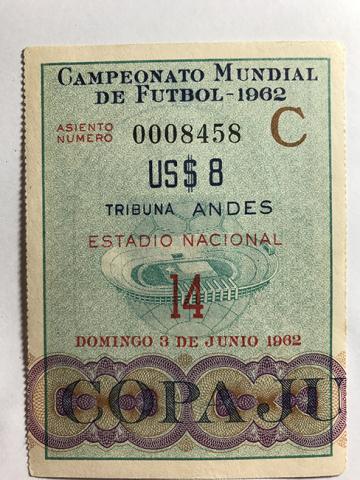 CAMPEONATO MUNDIAL
DE FUTBOL-1962
ASIENTO
NUMERO 0008458 C
US$ 8
TRIBUNA ANDES
ESTADIO NACIONAL
14
DOMINGO 3 DE JUNIO 1962
COPA JU